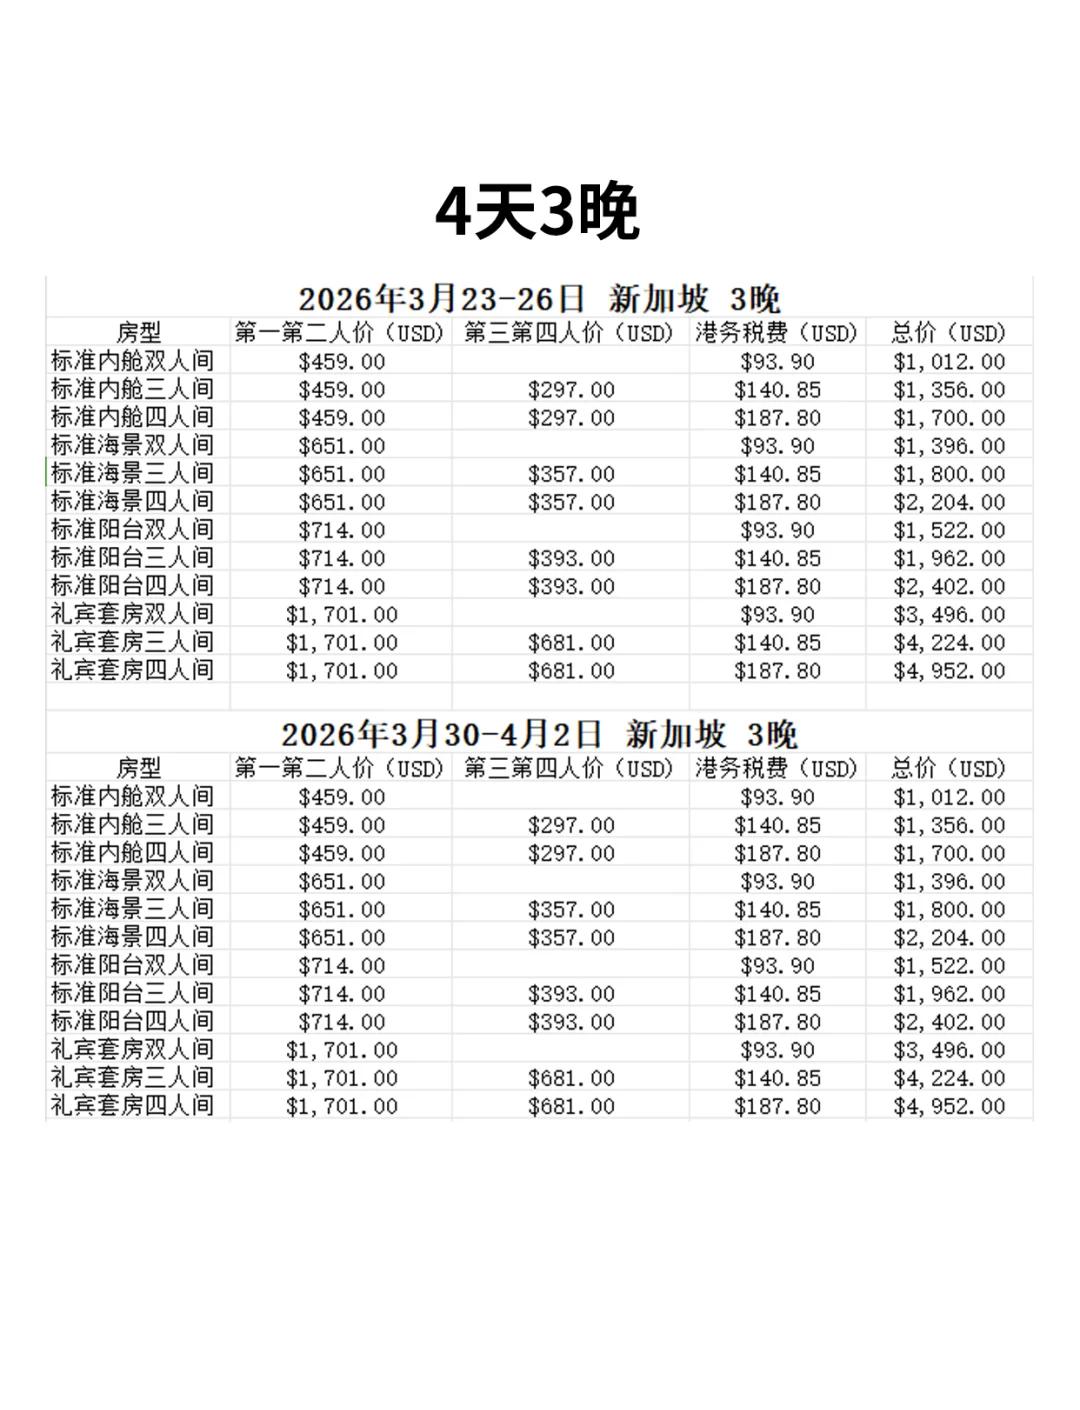 4天3晚
2026年3月23-26日 新加坡 3晚
房型 第一第二人价（USD） 第三第四人价（USD） 港务税费（USD） 总价（USD）
标准内舱双人间 $459.00 $93.90 $1,012.00
标准内舱三人间 $459.00 $297.00 $140.85 $1,356.00
标准内舱四人间 $459.00 $297.00 $187.80 $1,700.00
标准海景双人间 $651.00 $93.90 $1,396.00
标准海景三人间 $651.00 $357.00 $140.85 $1,800.00
标准海景四人间 $651.00 $357.00 $187.80 $2,204.00
标准阳台双人间 $714.00 $93.90 $1,522.00
标准阳台三人间 $714.00 $393.00 $140.85 $1,962.00
标准阳台四人间 $714.00 $393.00 $187.80 $2,402.00
礼宾套房双人间 $1,701.00 $93.90 $3,496.00
礼宾套房三人间 $1,701.00 $681.00 $140.85 $4,224.00
礼宾套房四人间 $1,701.00 $681.00 $187.80 $4,952.00
2026年3月30-4月2日 新加坡 3晚
房型 第一第二人价（USD） 第三第四人价（USD） 港务税费（USD） 总价（USD）
标准内舱双人间 $459.00 $93.90 $1,012.00
标准内舱三人间 $459.00 $297.00 $140.85 $1,356.00
标准内舱四人间 $459.00 $297.00 $187.80 $1,700.00
标准海景双人间 $651.00 $93.90 $1,396.00
标准海景三人间 $651.00 $357.00 $140.85 $1,800.00
标准海景四人间 $651.00 $357.00 $187.80 $2,204.00
标准阳台双人间 $714.00 $93.90 $1,522.00
标准阳台三人间 $714.00 $393.00 $140.85 $1,962.00
标准阳台四人间 $714.00 $393.00 $187.80 $2,402.00
礼宾套房双人间 $1,701.00 $93.90 $3,496.00
礼宾套房三人间 $1,701.00 $681.00 $140.85 $4,224.00
礼宾套房四人间 $1,701.00 $681.00 $187.80 $4,952.00